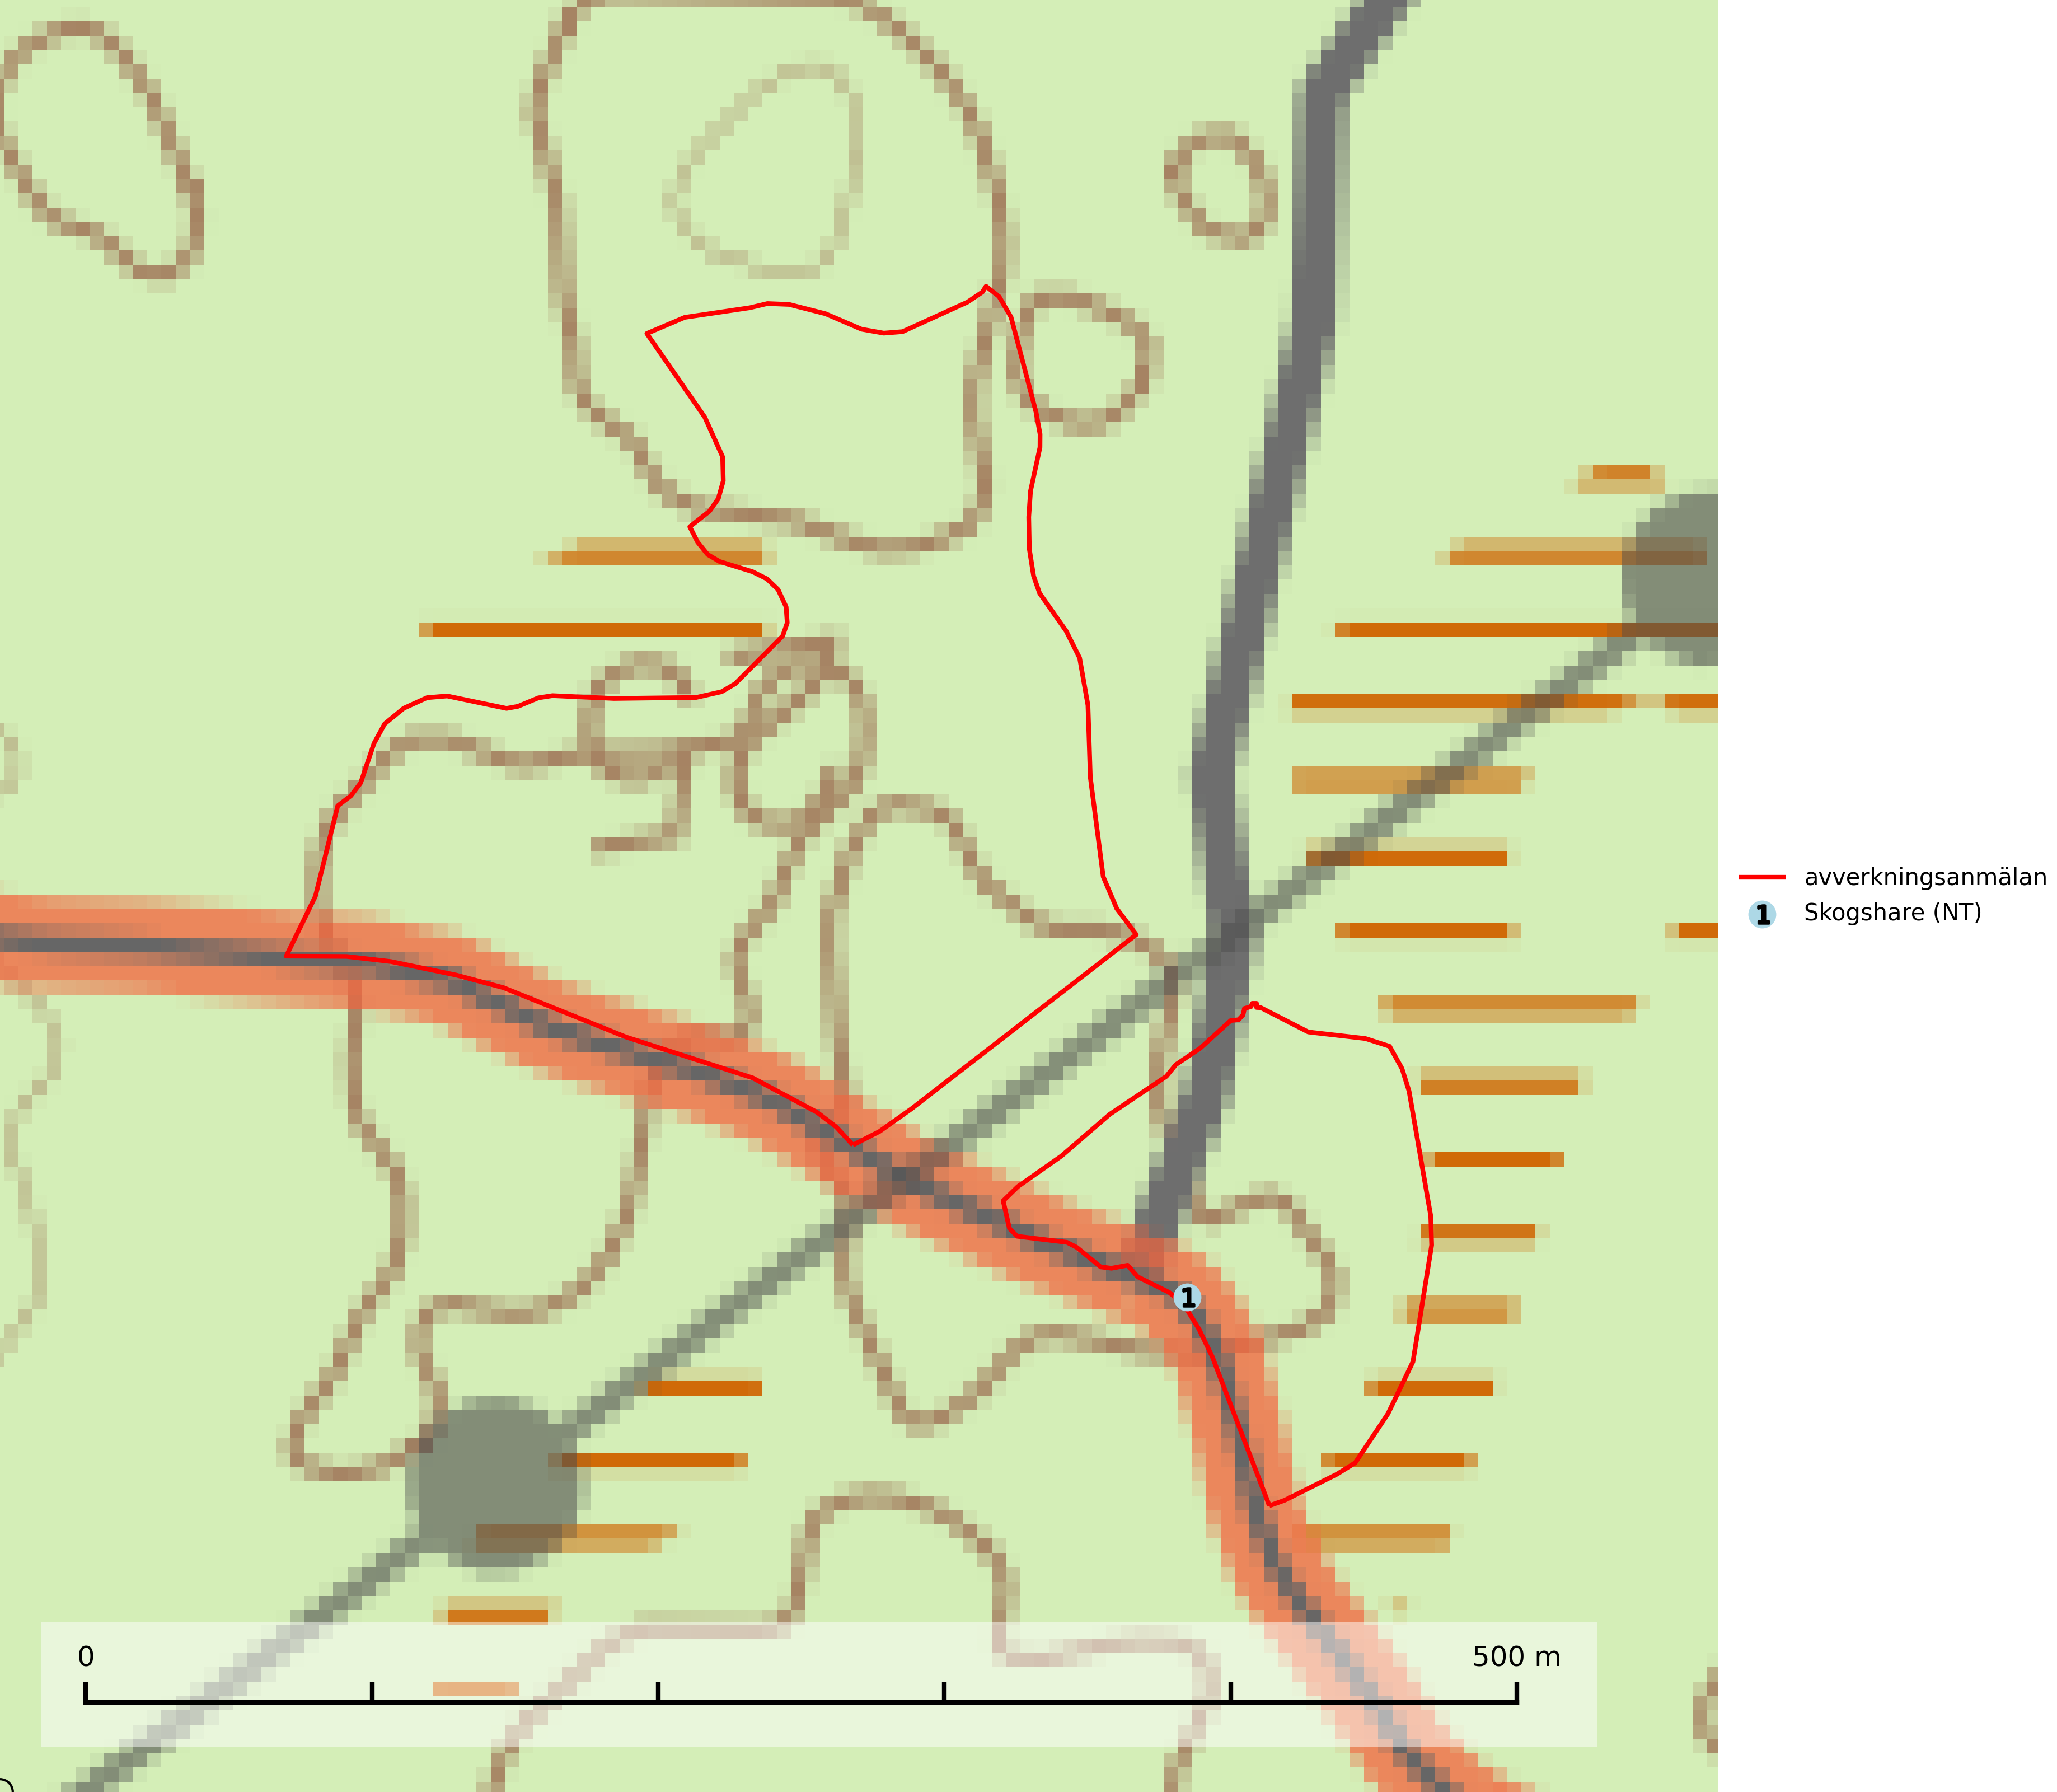 avverkningsanmälan
1 Skogshare (NT)
1
0 500 m